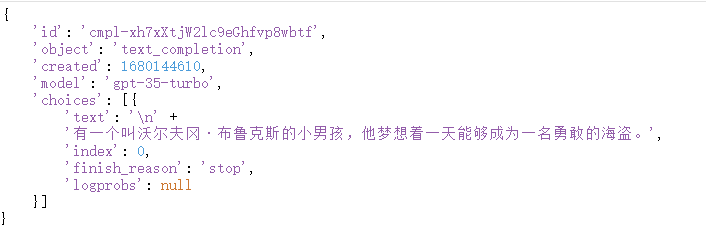 {
    'id': 'cmpl-xh7xXtjW2lc9eGhfvp8wbtf',
    'object': 'text_completion',
    'created': 1680144610,
    'model': 'gpt-35-turbo',
    'choices': [{
        'text': '\n' +
        '有一个叫沃尔夫冈·布鲁克斯的小男孩，他梦想着一天能够成为一名勇敢的海盗。',
        'index': 0,
        'finish_reason': 'stop',
        'logprobs': null
    }]
}